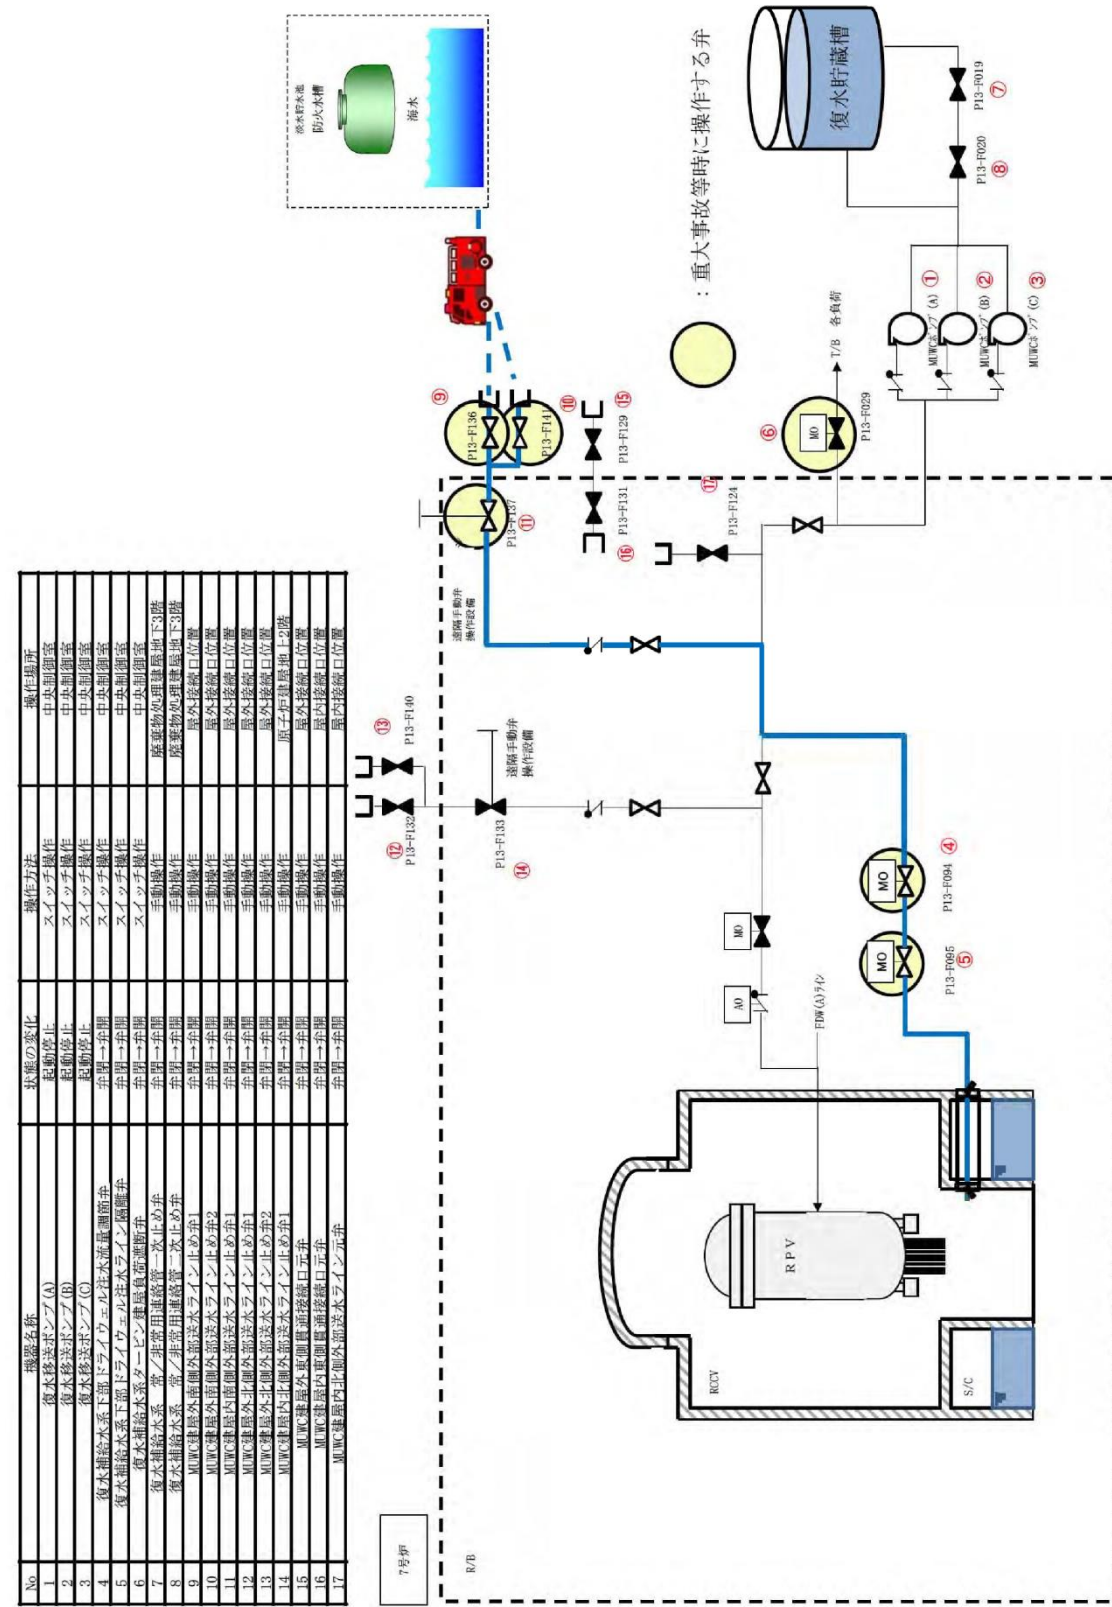 No 機器名称 状態の変化 操作方法 操作場所
1 復水移送ポンプ(A) 起動停止 スイッチ操作 中央制御室
2 復水移送ポンプ(B) 起動停止 スイッチ操作 中央制御室
3 復水移送ポンプ(C) 起動停止 スイッチ操作 中央制御室
4 復水補給水系下部ドライウェル注水流量調節弁 弁閉→弁開 スイッチ操作 中央制御室
5 復水補給水系下部ドライウェル注水ライン隔離弁 弁閉→弁開 スイッチ操作 中央制御室
6 復水補給水系タービン建屋負荷遮断弁 弁閉→弁開 スイッチ操作 中央制御室
7 復水補給水系 常／非常用連絡管一次止め弁 弁閉→弁開 手動操作 廃棄物処理建屋地下3階
8 復水補給水系 常／非常用連絡管二次止め弁 弁閉→弁開 手動操作 廃棄物処理建屋地下3階
9 MUWC建屋外南側外部送水ライン止め弁1 弁閉→弁開 手動操作 屋外接続口位置
10 MUWC建屋外南側外部送水ライン止め弁2 弁閉→弁開 手動操作 屋外接続口位置
11 MUWC建屋内南側外部送水ライン止め弁1 弁閉→弁開 手動操作 屋外接続口位置
12 MUWC建屋外北側外部送水ライン止め弁1 弁閉→弁開 手動操作 屋外接続口位置
13 MUWC建屋外北側外部送水ライン止め弁2 弁閉→弁開 手動操作 屋外接続口位置
14 MUWC建屋内北側外部送水ライン止め弁1 弁閉→弁開 手動操作 原子炉建屋地上2階
15 MUWC建屋外東側貫通接続口元弁 弁閉→弁開 手動操作 屋外接続口位置
16 MUWC建屋内東側貫通接続口元弁 弁閉→弁開 手動操作 屋内接続口位置
17 MUWC建屋内北側外部送水ライン元弁 弁閉→弁開 手動操作 屋内接続口位置
7号炉
R/B
淡水貯水池
防火水槽
海水
⑫
P13-F132
⑬
P13-F140
⑭
P13-F133
遠隔手動弁
操作設備
遠隔手動弁
操作設備
⑨
P13-F136
⑩
P13-F141
⑪
P13-F137
⑮
P13-F129
⑯
P13-F131
⑰
P13-F124
：重大事故等時に操作する弁
⑥
MO
P13-F029
T/B 各負荷
復水貯蔵槽
P13-F019
⑦
P13-F020
⑧
①
MUWCポンプ(A)
②
MUWCポンプ(B)
③
MUWCポンプ(C)
MO
AO
FDW(A)ライン
MO
P13-F094
④
MO
P13-F095
⑤
RCCV
RPV
S/C